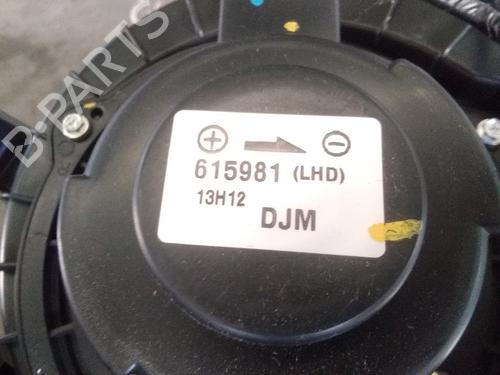 B-PARTS
⊕ → ⊖
615981 (LHD)
13H12
DJM